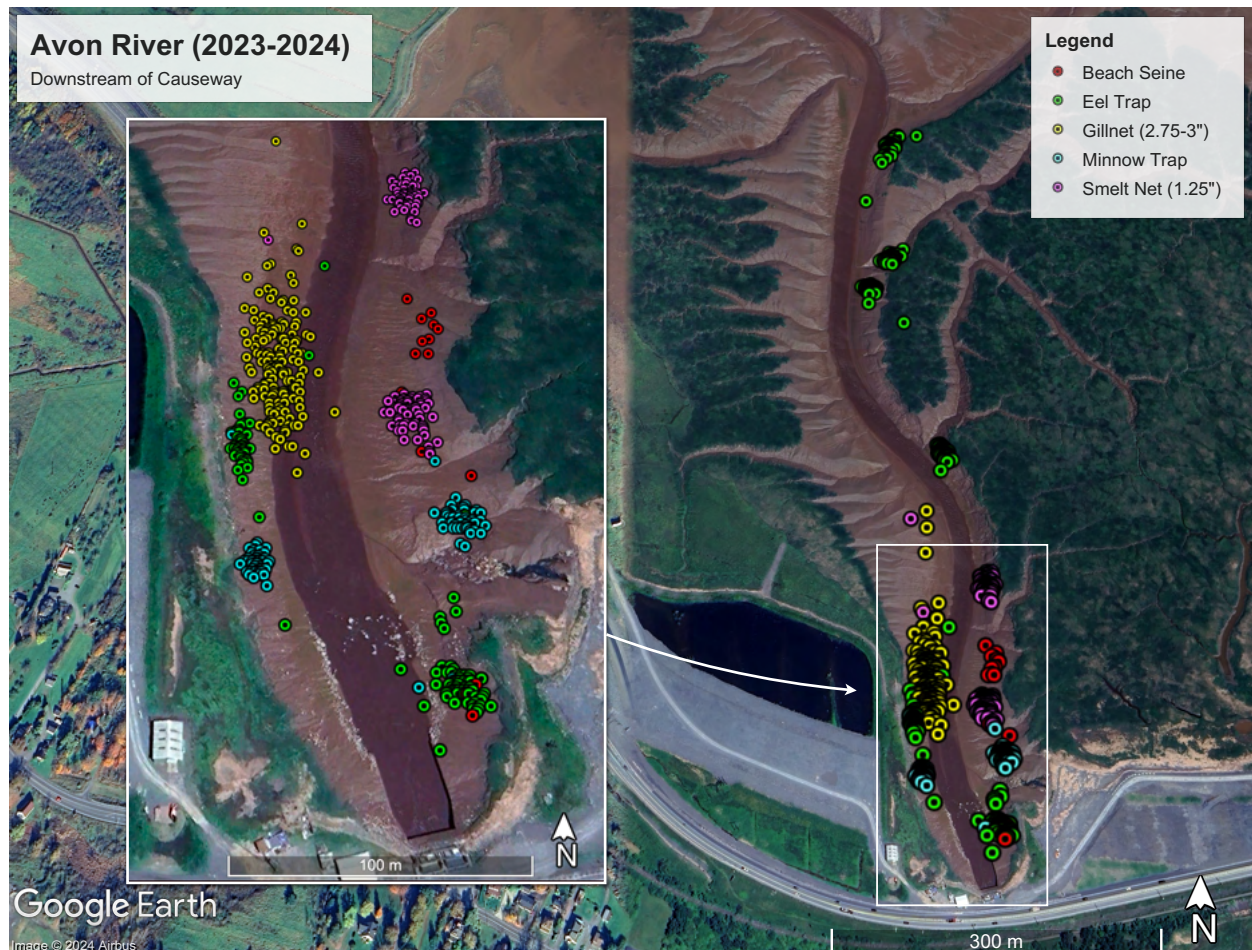 Avon River (2023-2024)
Downstream of Causeway
Legend
Beach Seine
Eel Trap
Gillnet (2.75-3")
Minnow Trap
Smelt Net (1.25")
100 m
N
Google Earth
Image © 2024 Airbus
300 m
N